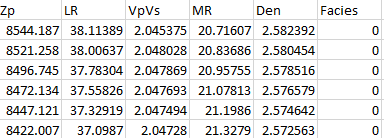 Zp LR VpVs MR Den Facies
8544.187 38.11389 2.045375 20.71607 2.582392 0
8521.258 38.00637 2.048028 20.83686 2.580454 0
8496.745 37.78304 2.047869 20.95755 2.578516 0
8472.134 37.55826 2.047693 21.07813 2.576579 0
8447.121 37.32919 2.047494 21.1986 2.574642 0
8422.007 37.0987 2.04728 21.3279 2.572563 0